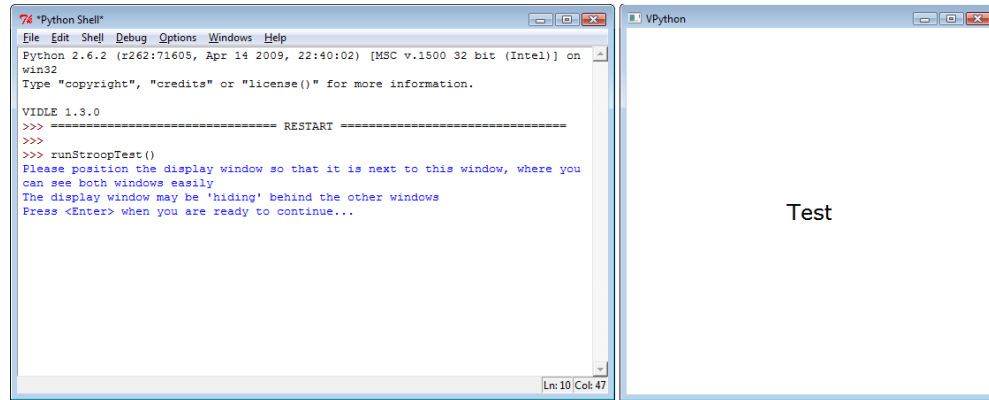 *Python Shell*
File Edit Shell Debug Options Windows Help
Python 2.6.2 (r262:71605, Apr 14 2009, 22:40:02) [MSC v.1500 32 bit (Intel)] on
win32
Type "copyright", "credits" or "license()" for more information.
VIDLE 1.3.0
>>> ================================ RESTART ================================
>>>
>>> runStroopTest()
Please position the display window so that it is next to this window, where you
can see both windows easily
The display window may be 'hiding' behind the other windows
Press <Enter> when you are ready to continue...
Ln: 10 Col: 47
VPython
Test